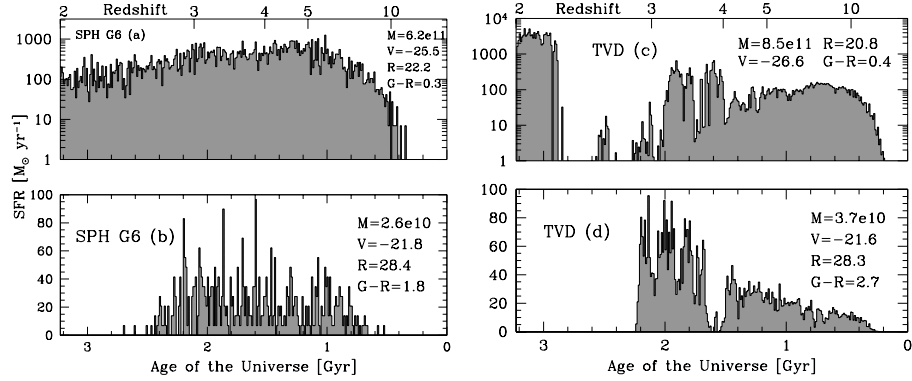 2 Redshift 3 4 5 10
SPH G6 (a)
M=6.2e11
V=−25.5
R=22.2
G−R=0.3
1000
100
10
1
SPH G6 (b)
M=2.6e10
V=−21.8
R=28.4
G−R=1.8
100
80
60
40
20
0
3 2 1 0
Age of the Universe [Gyr]
SFR [M⊙ yr⁻¹]
2 Redshift 3 4 5 10
TVD (c)
M=8.5e11 R=20.8
V=−26.6 G−R=0.4
10⁴
1000
100
10
1
TVD (d)
M=3.7e10
V=−21.6
R=28.3
G−R=2.7
100
80
60
40
20
0
3 2 1 0
Age of the Universe [Gyr]